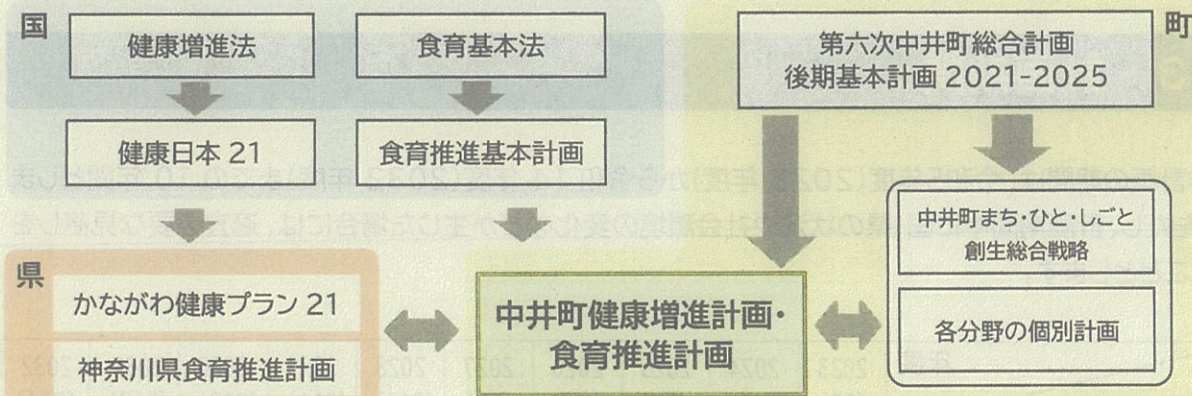 国
健康増進法
食育基本法
健康日本 21
食育推進基本計画
町
第六次中井町総合計画
後期基本計画 2021-2025
中井町まち・ひと・しごと
創生総合戦略
各分野の個別計画
県
かながわ健康プラン 21
神奈川県食育推進計画
中井町健康増進計画・
食育推進計画